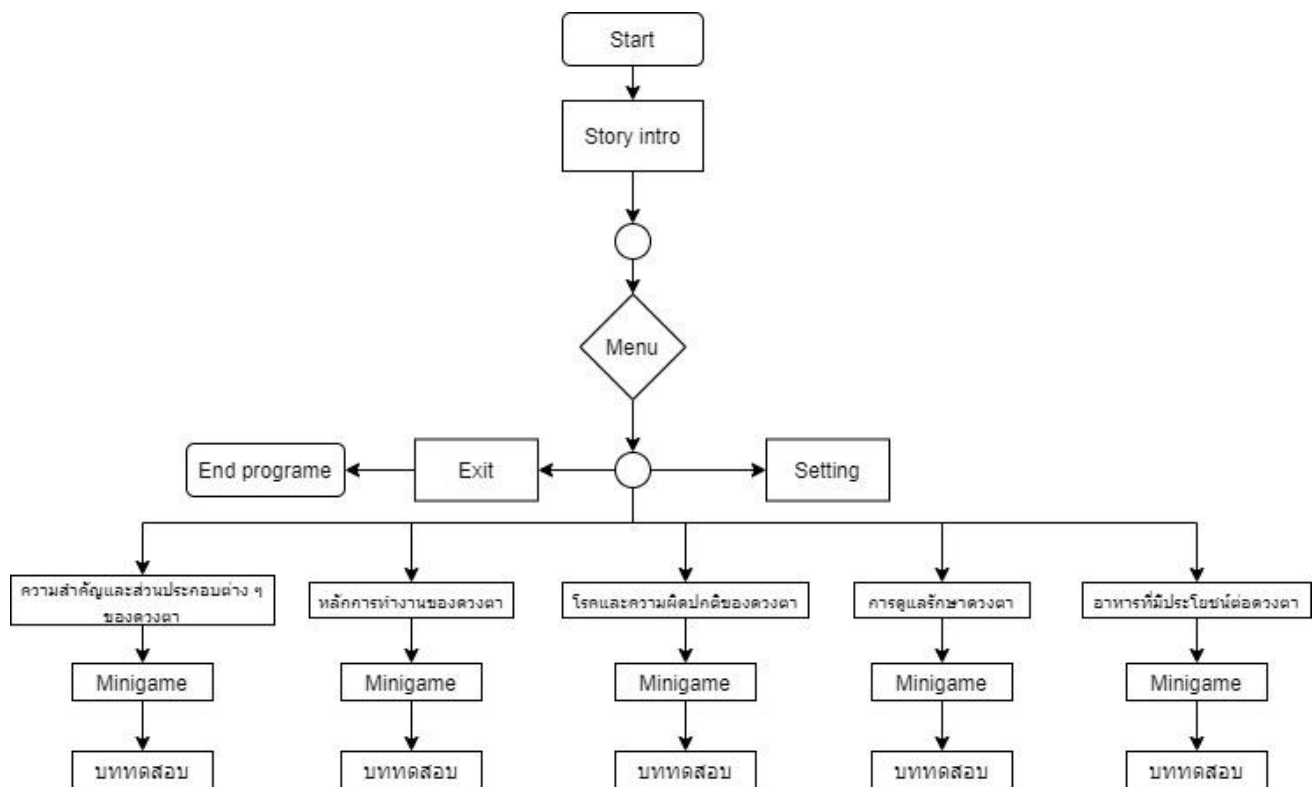 Start
Story intro
Menu
End programe
Exit
Setting
ความสำคัญและส่วนประกอบต่าง ๆ
ของดวงตา
หลักการทำงานของดวงตา
โรคและความผิดปกติของดวงตา
การดูแลรักษาดวงตา
อาหารที่มีประโยชน์ต่อดวงตา
Minigame
Minigame
Minigame
Minigame
Minigame
บททดสอบ
บททดสอบ
บททดสอบ
บททดสอบ
บททดสอบ